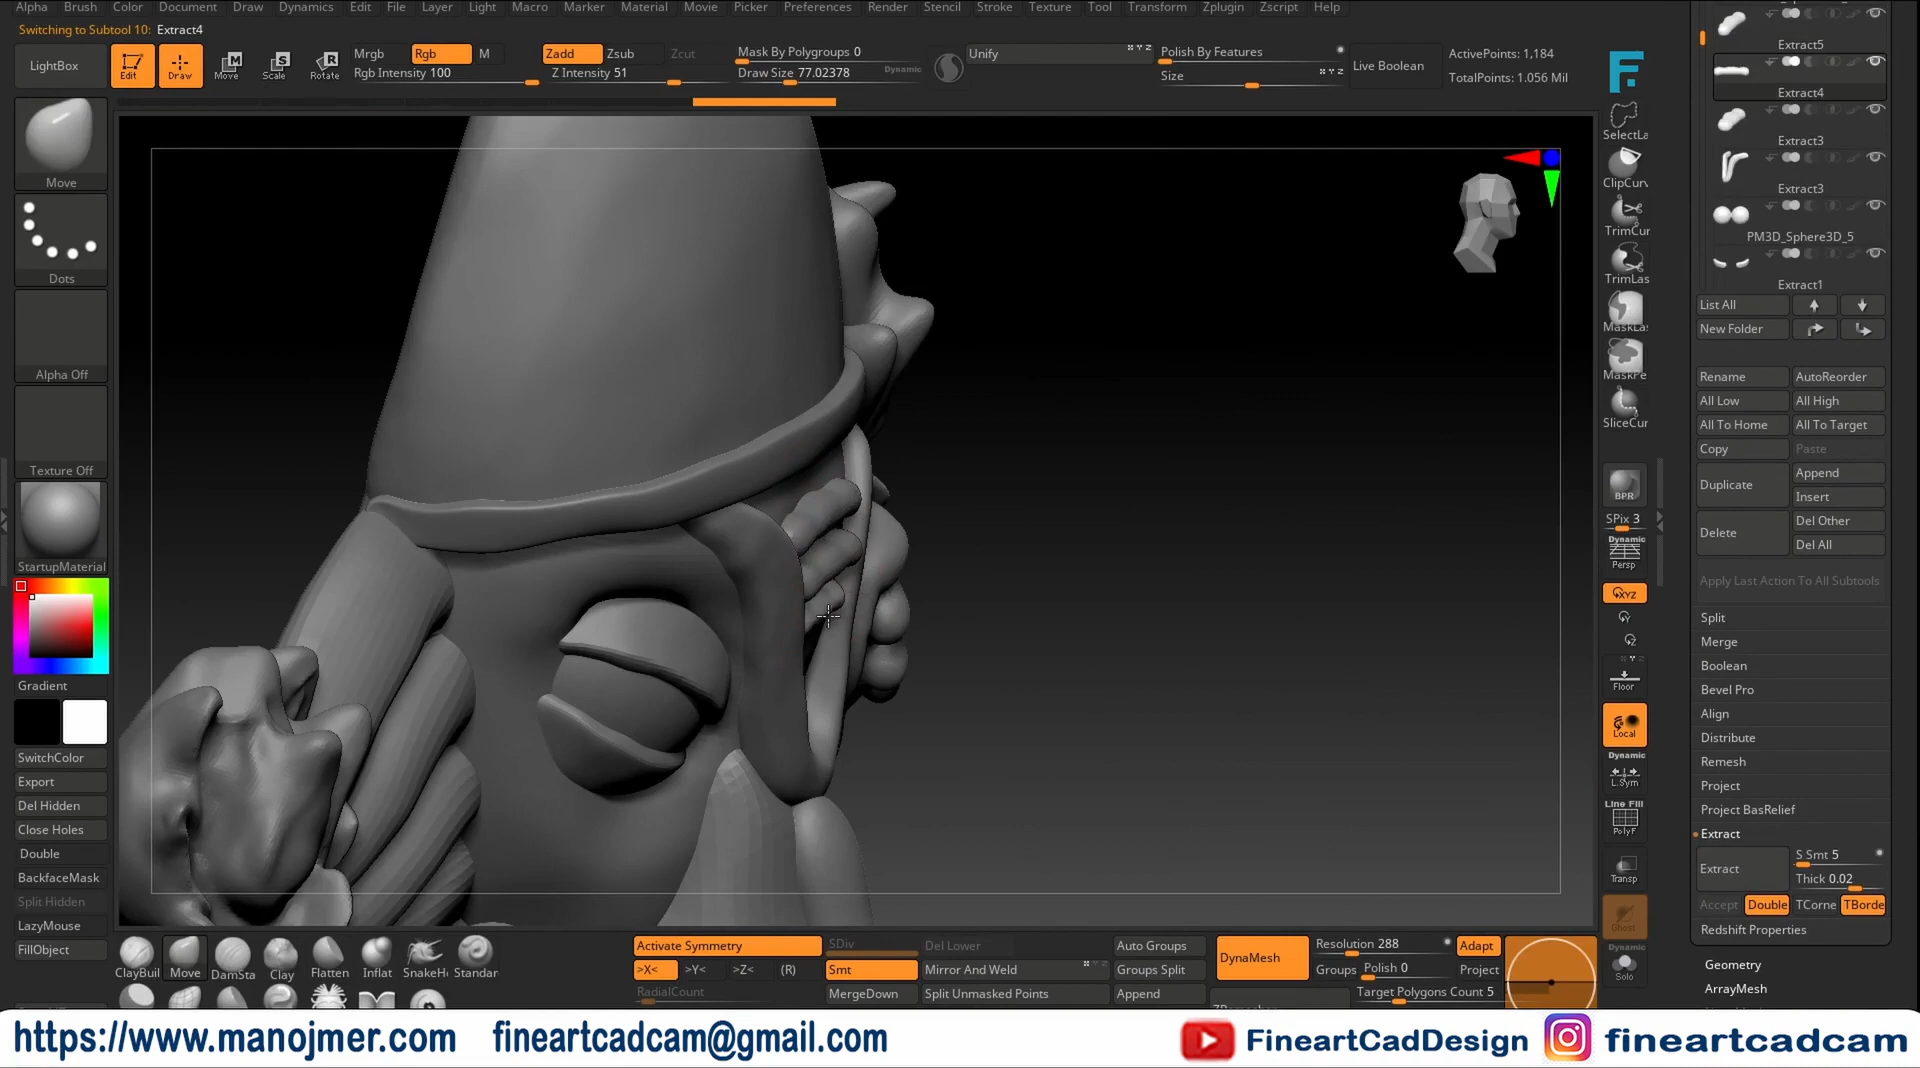 Alpha Brush Color Document Draw Dynamics Edit File Layer Light Macro Marker Material Movie Picker Preferences Render Stencil Stroke Texture Tool Transform Zplugin Zscript Help
Switching to Subtool 10: Extract4
LightBox
Edit
Draw
Move
Scale
Rotate
Mrgb Rgb M
Rgb Intensity 100
Zadd Zsub Zcut
Z Intensity 51
Mask By Polygroups 0
Draw Size 77.02378
Dynamic
Unify
Polish By Features
Size
Live Boolean
ActivePoints: 1,184
TotalPoints: 1.056 Mil
Move
Dots
Alpha Off
Texture Off
StartupMaterial
Gradient
SwitchColor
Export
Del Hidden
Close Holes
Double
BackfaceMask
Split Hidden
LazyMouse
FillObject
SelectLa
ClipCurv
TrimCur
TrimLas
MaskLas
MaskPe
SliceCur
BPR
SPix 3
Dynamic
Persp
XYZ
Floor
Local
Dynamic
L.Sym
Line Fill
PolyF
Transp
Ghost
Dynamic
Solo
Extract5
Extract4
Extract3
Extract3
PM3D_Sphere3D_5
Extract1
List All
New Folder
Rename AutoReorder
All Low All High
All To Home All To Target
Copy Paste
Duplicate Append
Insert
Delete Del Other
Del All
Apply Last Action To All Subtools
Split
Merge
Boolean
Bevel Pro
Align
Distribute
Remesh
Project
Project BasRelief
Extract
Extract S Smt 5
Thick 0.02
Accept Double TCorne TBorde
Redshift Properties
Geometry
ArrayMesh
ClayBuil Move DamSta Clay Flatten Inflat SnakeH Standar
Activate Symmetry
>X< >Y< >Z< (R)
RadialCount
SDiv Del Lower
Smt Mirror And Weld
MergeDown Split Unmasked Points
Auto Groups
Groups Split
Append
DynaMesh
Resolution 288 Adapt
Groups Polish 0 Project
Target Polygons Count 5
https://www.manojmer.com fineartcadcam@gmail.com FineartCadDesign fineartcadcam